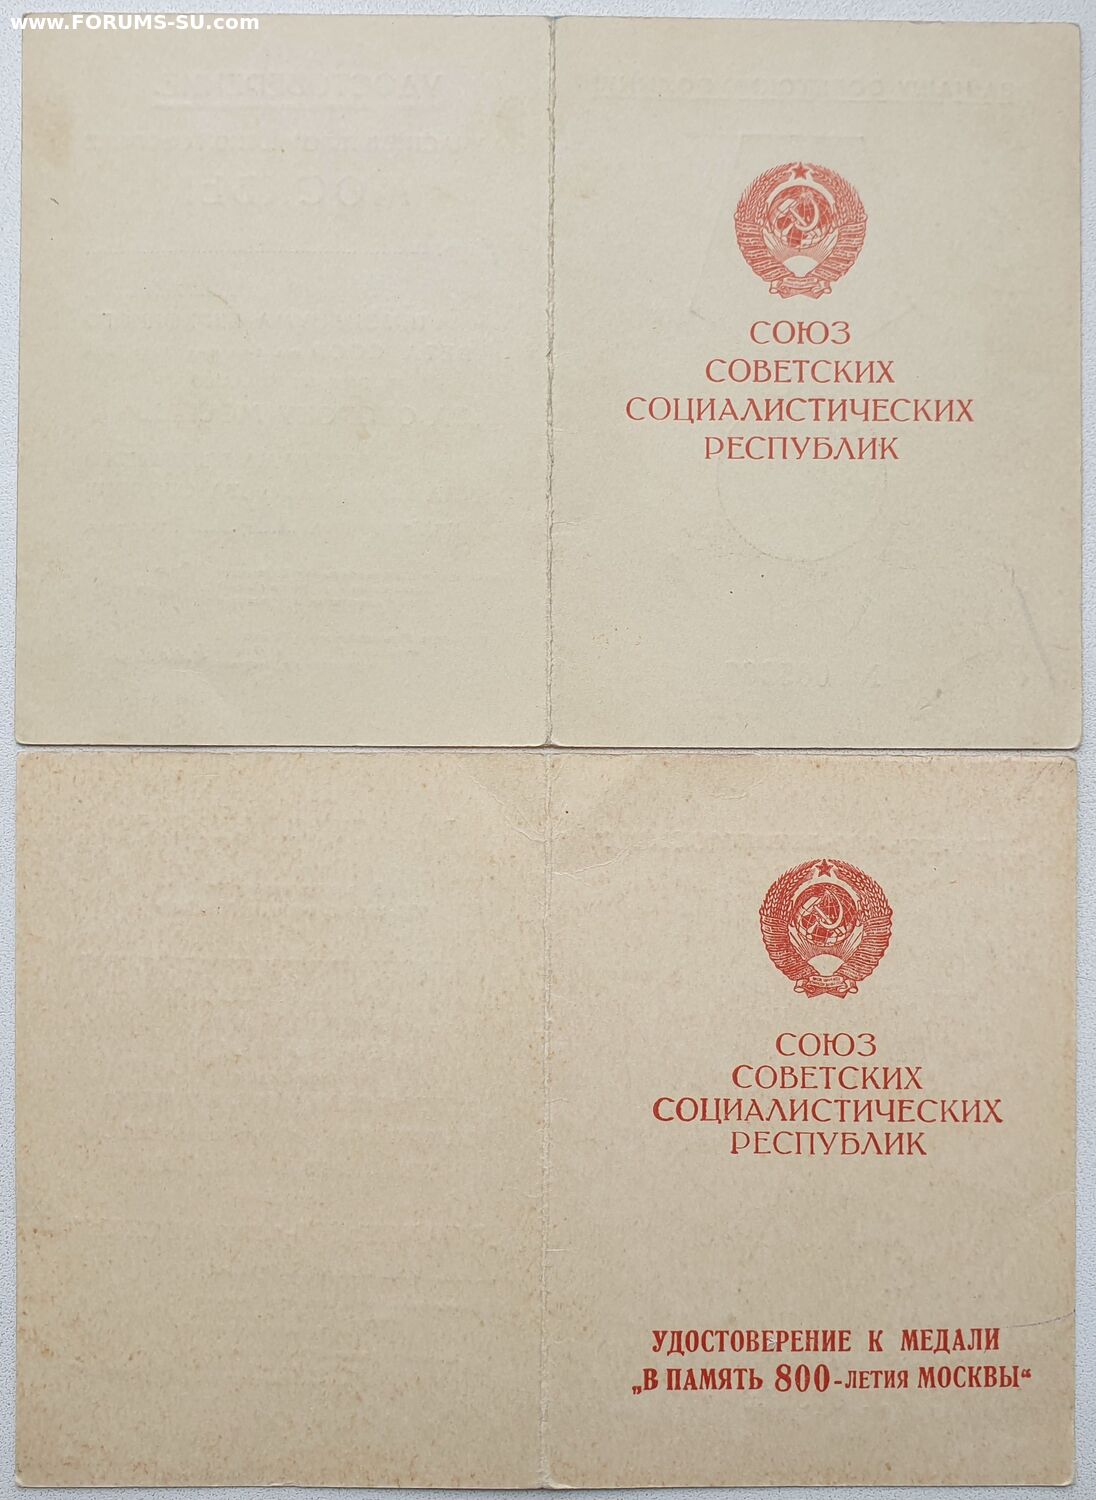 www.FORUMS-SU.com
СОЮЗ
СОВЕТСКИХ
СОЦИАЛИСТИЧЕСКИХ
РЕСПУБЛИК
СОЮЗ
СОВЕТСКИХ
СОЦИАЛИСТИЧЕСКИХ
РЕСПУБЛИК
УДОСТОВЕРЕНИЕ К МЕДАЛИ
„В ПАМЯТЬ 800-ЛЕТИЯ МОСКВЫ“